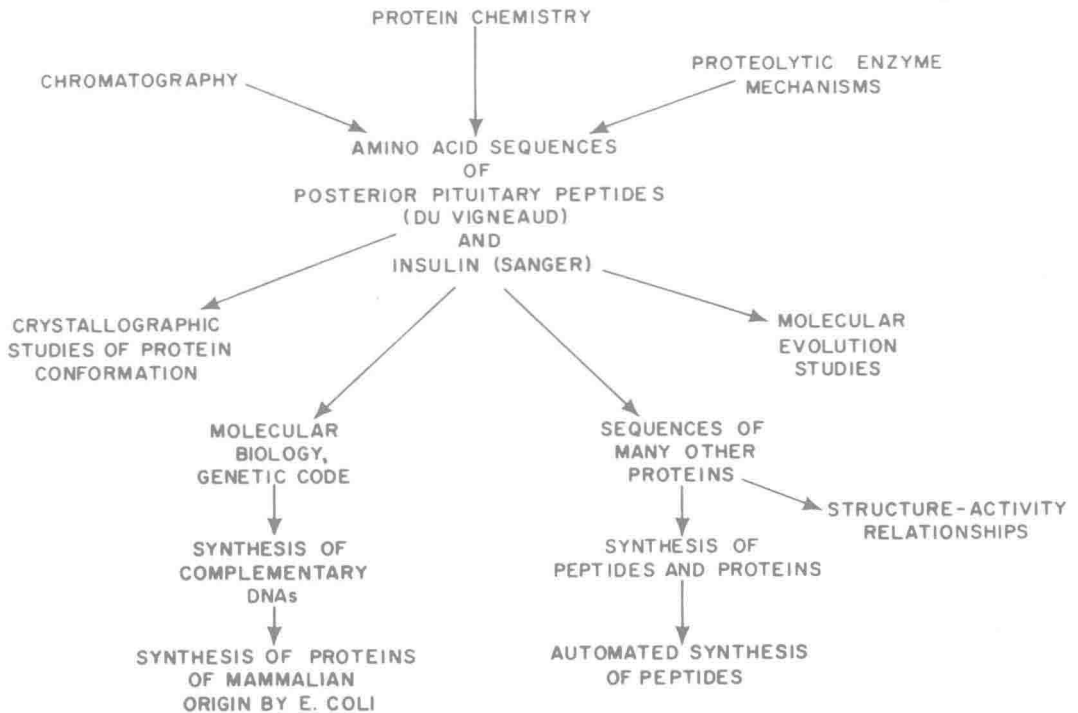 PROTEIN CHEMISTRY
CHROMATOGRAPHY
PROTEOLYTIC ENZYME
MECHANISMS
AMINO ACID SEQUENCES
OF
POSTERIOR PITUITARY PEPTIDES
(DU VIGNEAUD)
AND
INSULIN (SANGER)
CRYSTALLOGRAPHIC
STUDIES OF PROTEIN
CONFORMATION
MOLECULAR
EVOLUTION
STUDIES
MOLECULAR
BIOLOGY,
GENETIC CODE
SEQUENCES OF
MANY OTHER
PROTEINS
STRUCTURE-ACTIVITY
RELATIONSHIPS
SYNTHESIS OF
COMPLEMENTARY
DNAs
SYNTHESIS OF
PEPTIDES AND PROTEINS
SYNTHESIS OF PROTEINS
OF MAMMALIAN
ORIGIN BY E. COLI
AUTOMATED SYNTHESIS
OF PEPTIDES